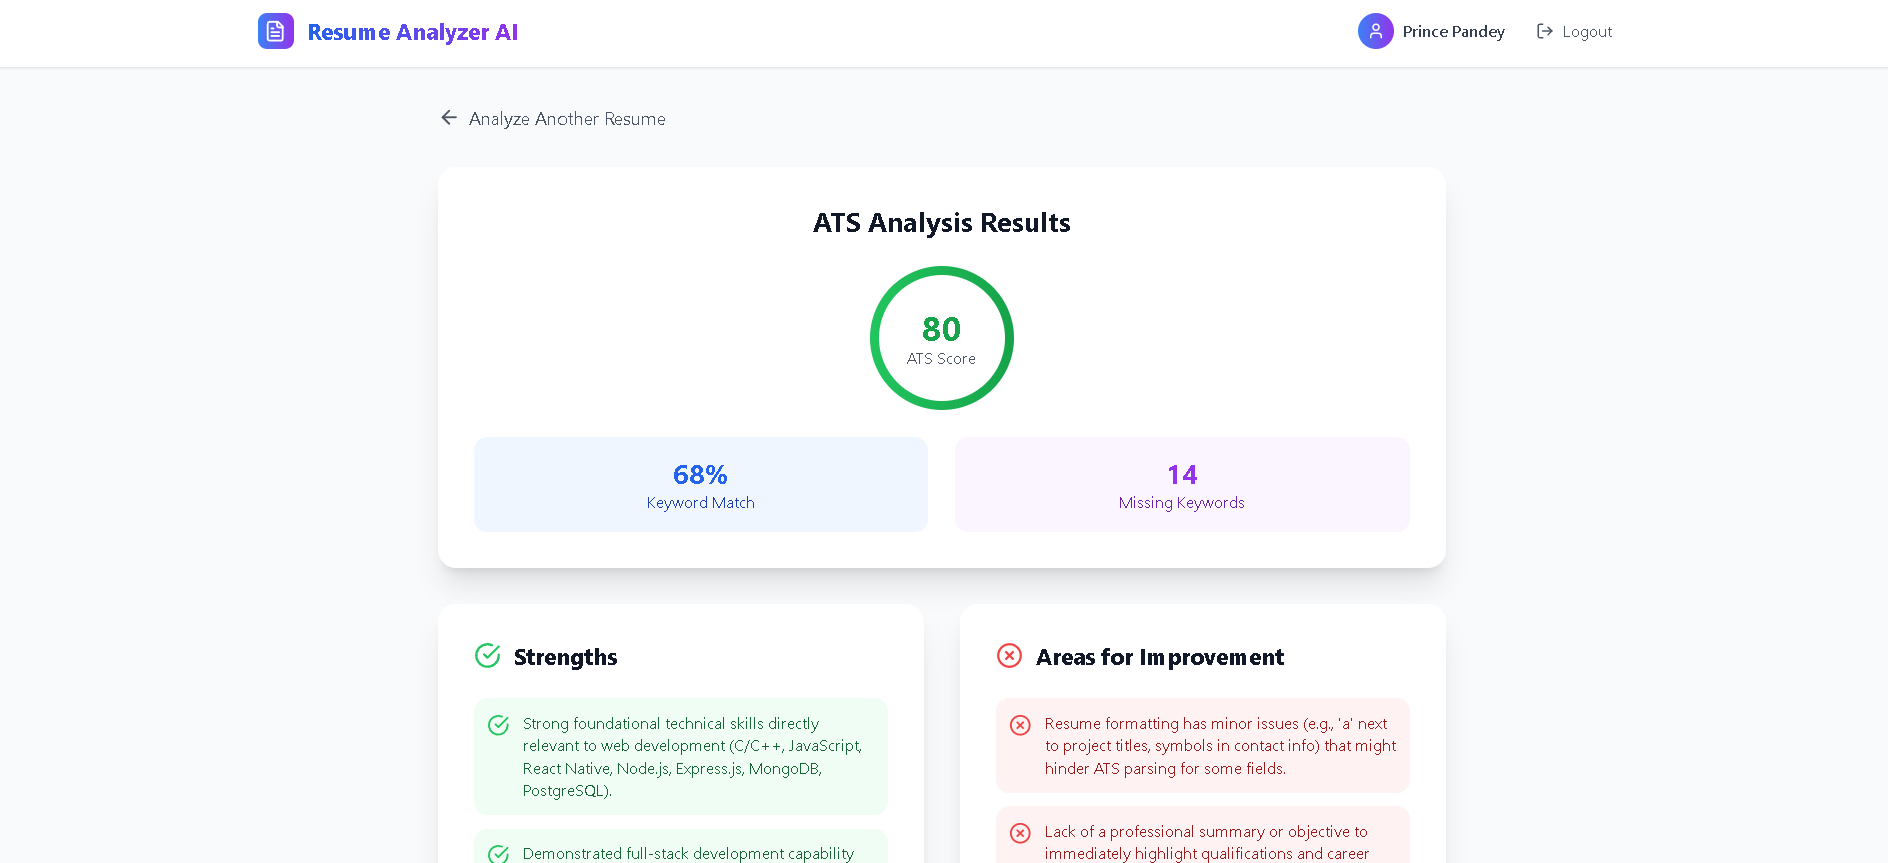 Resume Analyzer AI
Prince Pandey
Logout
Analyze Another Resume
ATS Analysis Results
80
ATS Score
68%
Keyword Match
14
Missing Keywords
Strengths
Strong foundational technical skills directly
relevant to web development (C/C++, JavaScript,
React Native, Node.js, Express.js, MongoDB,
PostgreSQL).
Demonstrated full-stack development capability
Areas for Improvement
Resume formatting has minor issues (e.g., 'a' next
to project titles, symbols in contact info) that might
hinder ATS parsing for some fields.
Lack of a professional summary or objective to
immediately highlight qualifications and career